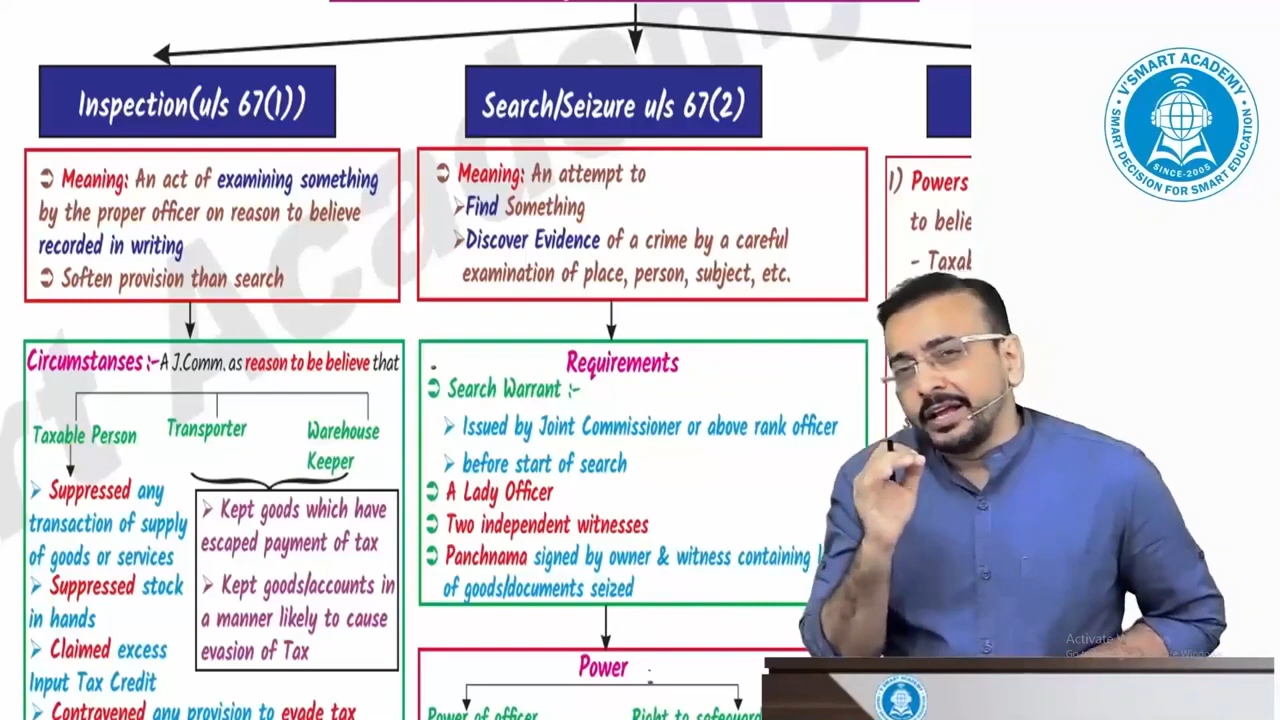 Inspection(u/s 67(1))
➲ Meaning: An act of examining something
by the proper officer on reason to believe
recorded in writing
➲ Soften provision than search
Circumstanses :- A J.Comm. as reason to be believe that
Taxable Person
Transporter
Warehouse
Keeper
➢ Suppressed any
transaction of supply
of goods or services
➢ Suppressed stock
in hands
➢ Claimed excess
Input Tax Credit
➢ Contravened any provision to evade tax
➢ Kept goods which have
escaped payment of tax
➢ Kept goods/accounts in
a manner likely to cause
evasion of Tax
Search/Seizure u/s 67(2)
➲ Meaning: An attempt to
➢Find Something
➢Discover Evidence of a crime by a careful
examination of place, person, subject, etc.
Requirements
➲ Search Warrant :-
➢ Issued by Joint Commissioner or above rank officer
➢ before start of search
➲ A Lady Officer
➲ Two independent witnesses
➲ Panchnama signed by owner & witness containing
of goods/documents seized
Power
Power of officer
Right to safeguard
1) Powers
to belie
- Taxab
V'SMART ACADEMY
SINCE-2005
SMART DECISION FOR SMART EDUCATION
Academy